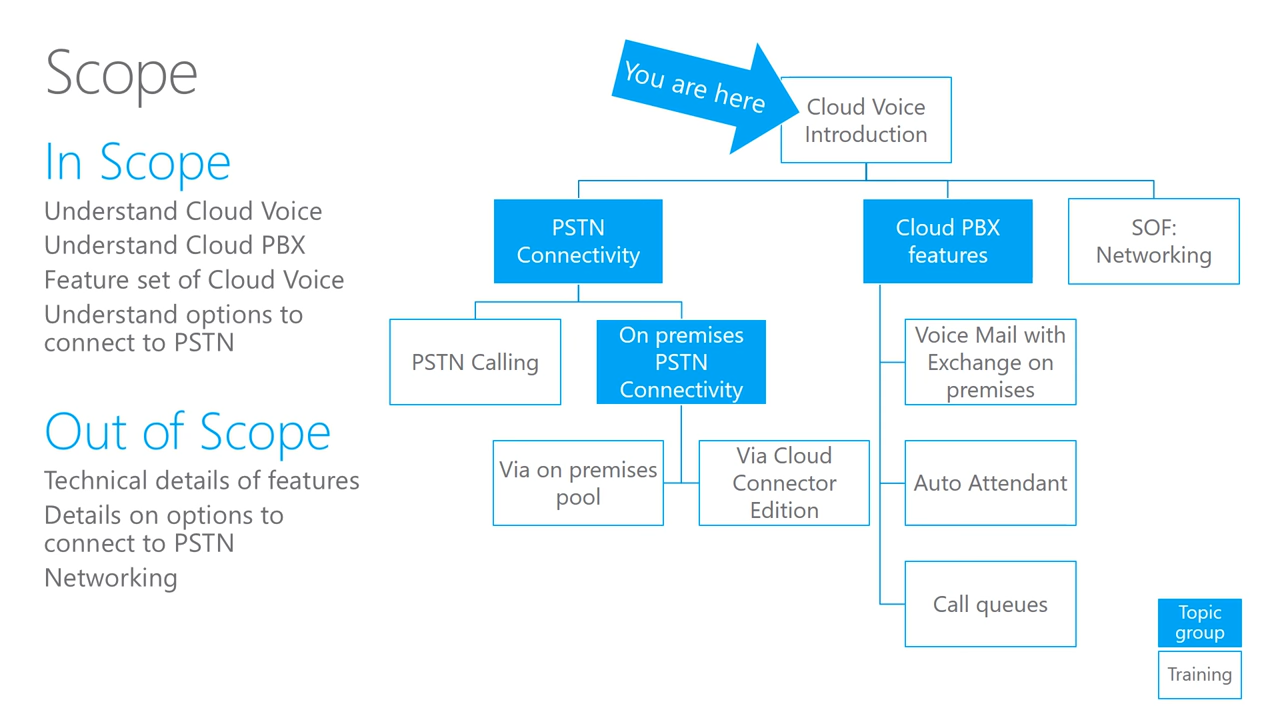 Scope
In Scope
Understand Cloud Voice
Understand Cloud PBX
Feature set of Cloud Voice
Understand options to
connect to PSTN
Out of Scope
Technical details of features
Details on options to
connect to PSTN
Networking
You are here
Cloud Voice
Introduction
PSTN
Connectivity
Cloud PBX
features
SOF:
Networking
PSTN Calling
On premises
PSTN
Connectivity
Voice Mail with
Exchange on
premises
Via on premises
pool
Via Cloud
Connector
Edition
Auto Attendant
Call queues
Topic
group
Training